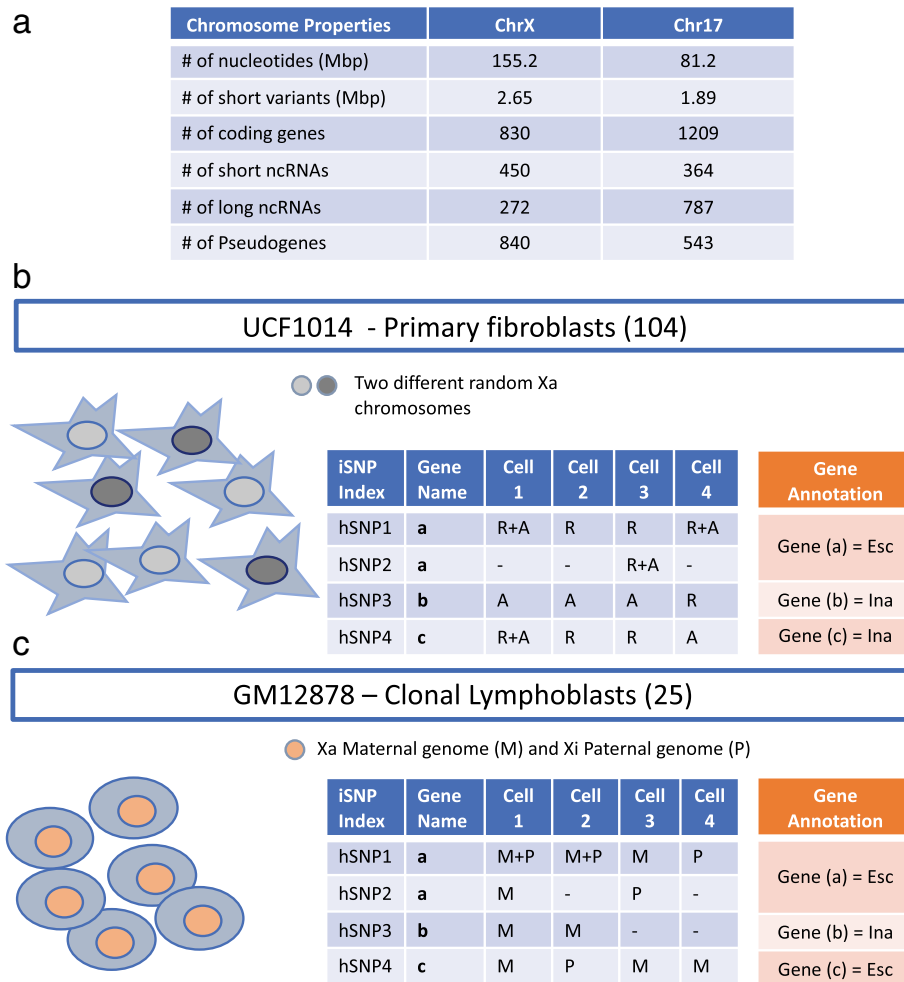 a
Chromosome Properties ChrX Chr17
# of nucleotides (Mbp) 155.2 81.2
# of short variants (Mbp) 2.65 1.89
# of coding genes 830 1209
# of short ncRNAs 450 364
# of long ncRNAs 272 787
# of Pseudogenes 840 543
b
UCF1014 - Primary fibroblasts (104)
Two different random Xa
chromosomes
iSNP Gene Cell Cell Cell Cell Gene
Index Name 1 2 3 4 Annotation
hSNP1 a R+A R R R+A
Gene (a) = Esc
hSNP2 a - - R+A -
hSNP3 b A A A R Gene (b) = Ina
hSNP4 c R+A R R A Gene (c) = Ina
c
GM12878 – Clonal Lymphoblasts (25)
Xa Maternal genome (M) and Xi Paternal genome (P)
iSNP Gene Cell Cell Cell Cell Gene
Index Name 1 2 3 4 Annotation
hSNP1 a M+P M+P M P
Gene (a) = Esc
hSNP2 a M - P -
hSNP3 b M M - - Gene (b) = Ina
hSNP4 c M P M M Gene (c) = Esc